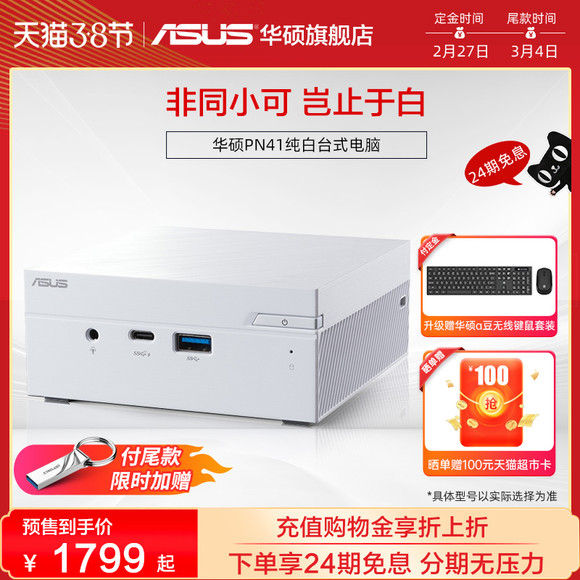 天猫3.8节
ASUS 华硕旗舰店
定金时间
2月27日
尾款时间
3月4日
非同小可 岂止于白
华硕PN41纯白台式电脑
24期免息
付定金
升级赠华硕α豆无线键鼠套装
晒单赠
¥100
抢
晒单赠100元天猫超市卡
*具体型号以实际选择为准
ASUS
付尾款
限时加赠
预售到手价
¥ 1799 起
充值购物金享折上折
下单享24期免息 分期无压力